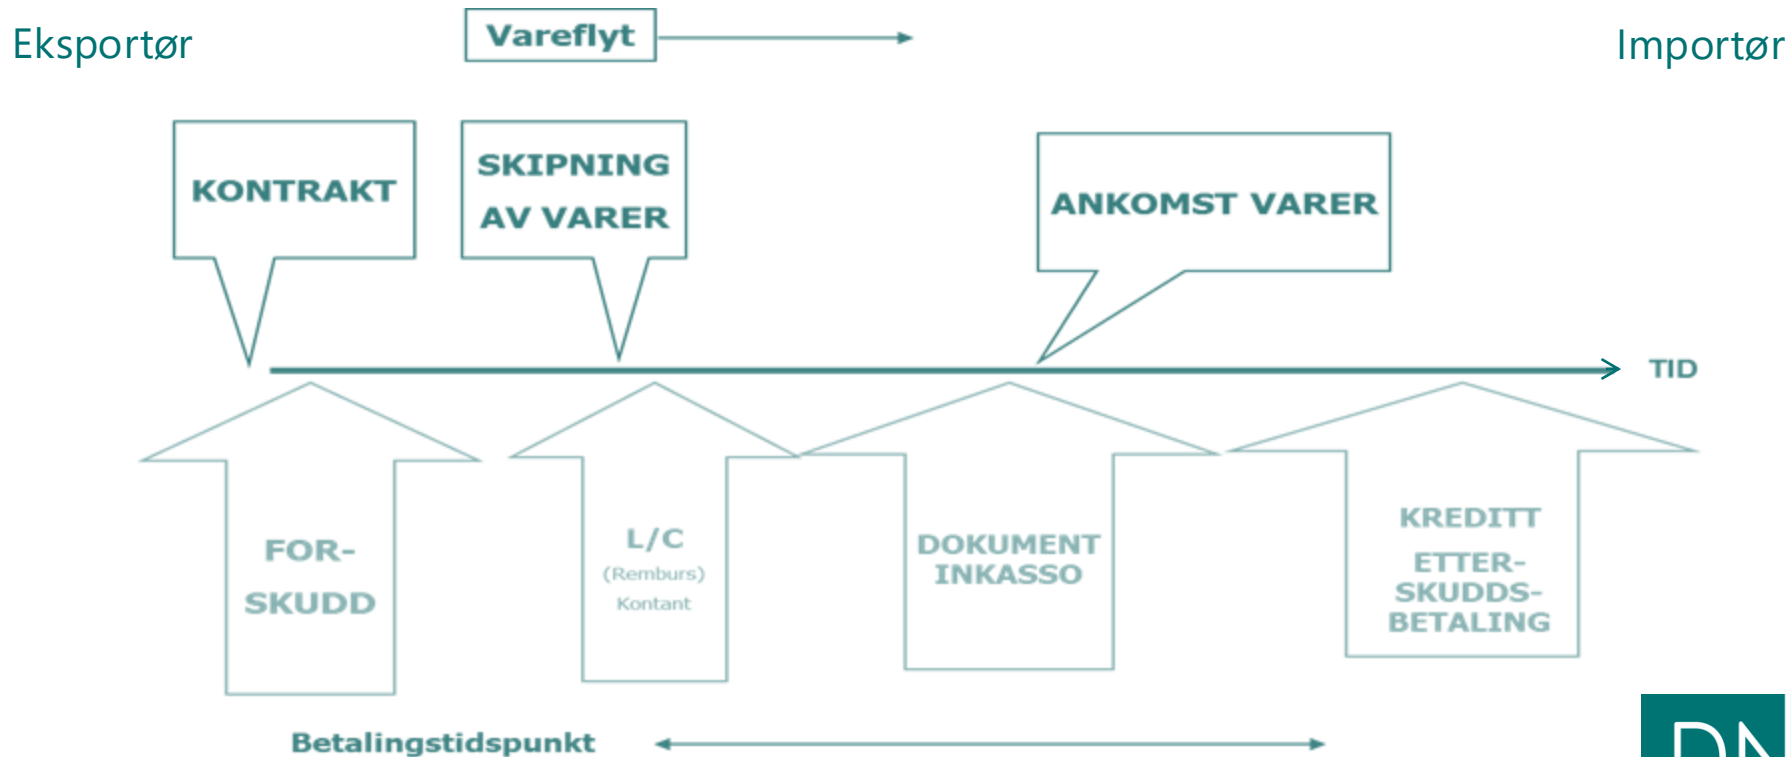 Eksportør
Vareflyt
Importør
KONTRAKT
SKIPNING
AV VARER
ANKOMST VARER
TID
FOR-
SKUDD
L/C
(Remburs)
Kontant
DOKUMENT
INKASSO
KREDITT
ETTER-
SKUDDS-
BETALING
Betalingstidspunkt
DN